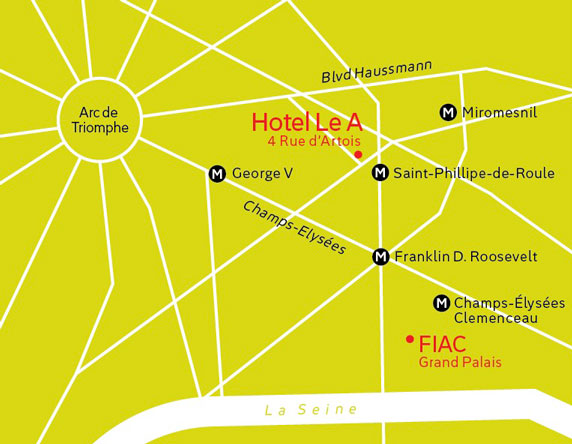 Blvd Haussmann
Arc de
Triomphe
Hotel Le A
4 Rue d'Artois
M Miromesnil
M George V
M Saint-Phillipe-de-Roule
Champs-Elysées
M Franklin D. Roosevelt
M Champs-Élysées
Clemenceau
FIAC
Grand Palais
La Seine